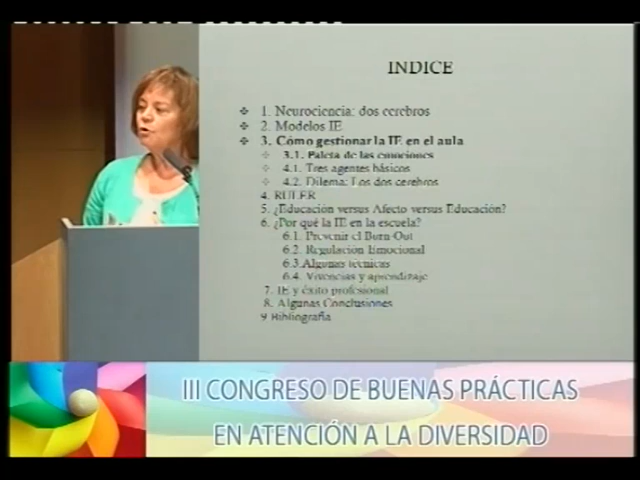 INDICE
1. Neurociencia: dos cerebros
2. Modelos IE
3. Cómo gestionar la IE en el aula
3.1. Paleta de las emociones
4.1. Tres agentes básicos
4.2. Dilema: Los dos cerebros
4. RULER
5. ¿Educación versus Afecto versus Educación?
6. ¿Por qué la IE en la escuela?
6.1. Prevenir el Burn-Out
6.2. Regulación Emocional
6.3.Algunas técnicas
6.4. Vivencias y aprendizaje
7. IE y éxito profesional
8. Algunas Conclusiones
9 Bibliografía
III CONGRESO DE BUENAS PRÁCTICAS
EN ATENCIÓN A LA DIVERSIDAD